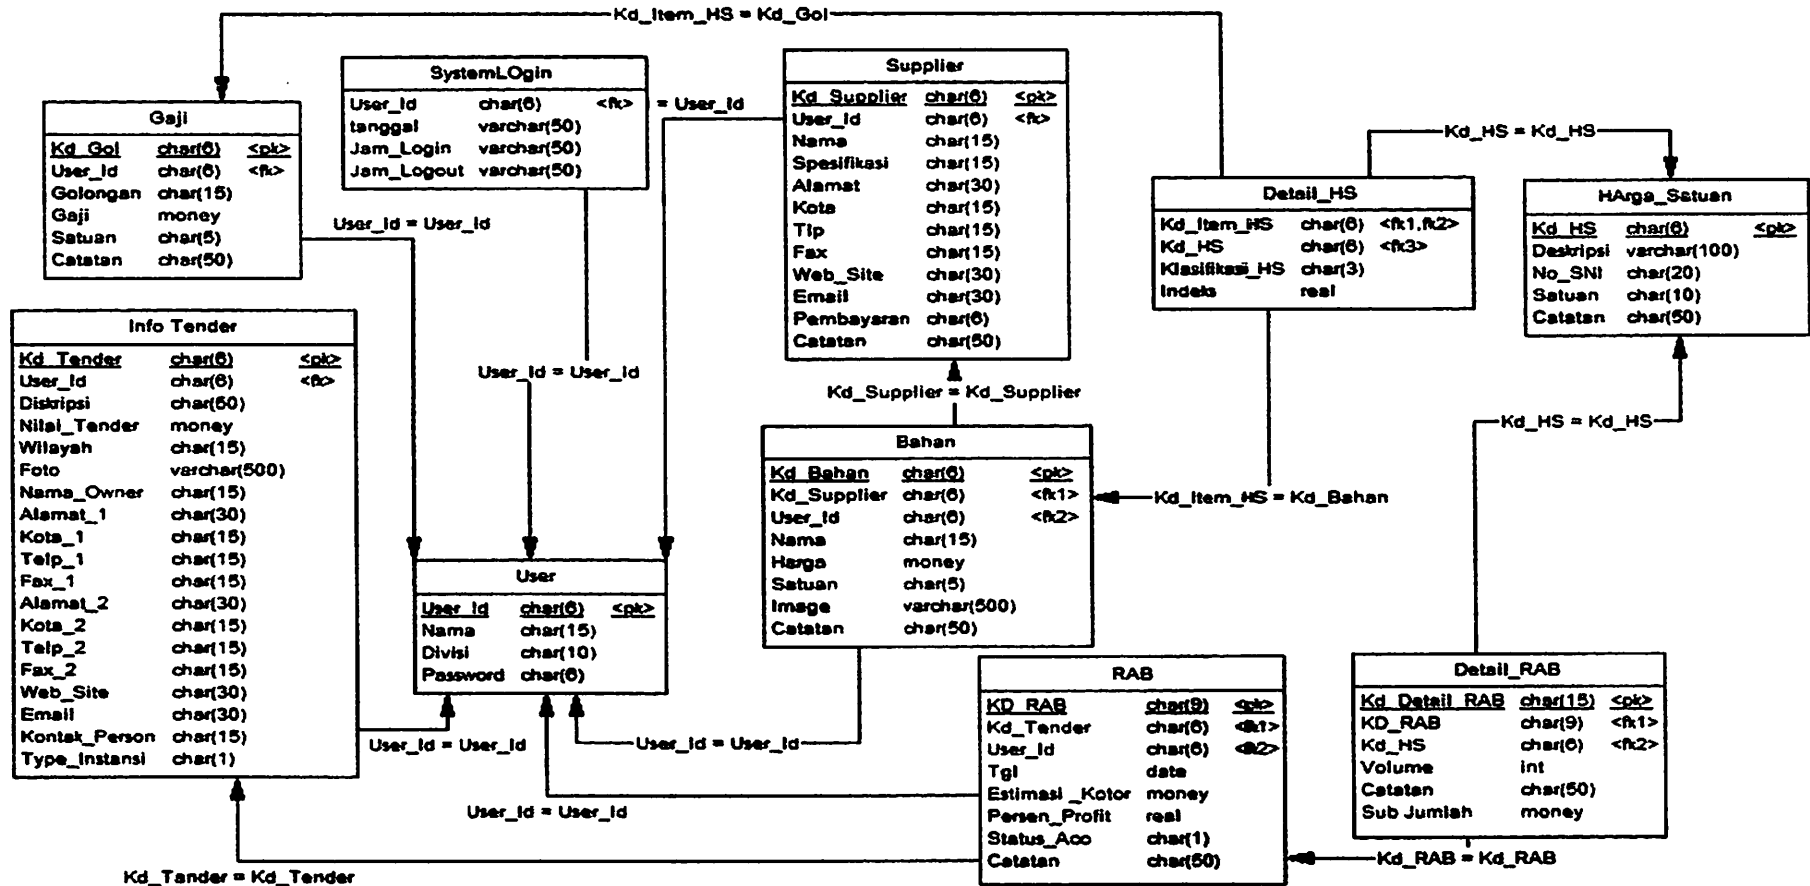 Kd_Item_HS = Kd_Gol
SystemLOgin
User_Id char(6) <fk>
tanggal varchar(50)
Jam_Login varchar(50)
Jam_Logout varchar(50)
= User_Id
Supplier
Kd_Supplier char(6) <pk>
User_Id char(6) <fk>
Nama char(15)
Spesifikasi char(15)
Alamat char(30)
Kota char(15)
Tlp char(15)
Fax char(15)
Web_Site char(30)
Email char(30)
Pembayaran char(6)
Catatan char(50)
Gaji
Kd_Gol char(6) <pk>
User_Id char(6) <fk>
Golongan char(15)
Gaji money
Satuan char(5)
Catatan char(50)
User_Id = User_Id
Kd_HS = Kd_HS
Detail_HS
Kd_Item_HS char(6) <fk1,fk2>
Kd_HS char(6) <fk3>
Klasifikasi_HS char(3)
Indeks real
HArga_Satuan
Kd_HS char(6) <pk>
Deskripsi varchar(100)
No_SNI char(20)
Satuan char(10)
Catatan char(50)
Info Tender
Kd_Tender char(6) <pk>
User_Id char(6) <fk>
Diskripsi char(50)
Nilai_Tender money
Wilayah char(15)
Foto varchar(500)
Nama_Owner char(15)
Alamat_1 char(30)
Kota_1 char(15)
Telp_1 char(15)
Fax_1 char(15)
Alamat_2 char(30)
Kota_2 char(15)
Telp_2 char(15)
Fax_2 char(15)
Web_Site char(30)
Email char(30)
Kontak_Person char(15)
Type_Instansi char(1)
User_Id = User_Id
Kd_Supplier = Kd_Supplier
Bahan
Kd_Bahan char(6) <pk>
Kd_Supplier char(6) <fk1>
User_Id char(6) <fk2>
Nama char(15)
Harga money
Satuan char(5)
Image varchar(500)
Catatan char(50)
Kd_Item_HS = Kd_Bahan
Kd_HS = Kd_HS
User
User_Id char(6) <pk>
Nama char(15)
Divisi char(10)
Password char(6)
User_Id = User_Id
User_Id = User_Id
User_Id = User_Id
RAB
KD_RAB char(9) <pk>
Kd_Tender char(6) <fk1>
User_Id char(6) <fk2>
Tgl date
Estimasi _Kotor money
Persen_Profit real
Status_Acc char(1)
Catatan char(50)
Detail_RAB
Kd_Detail_RAB char(15) <pk>
KD_RAB char(9) <fk1>
Kd_HS char(6) <fk2>
Volume int
Catatan char(50)
Sub Jumlah money
Kd_RAB = Kd_RAB
Kd_Tander = Kd_Tender